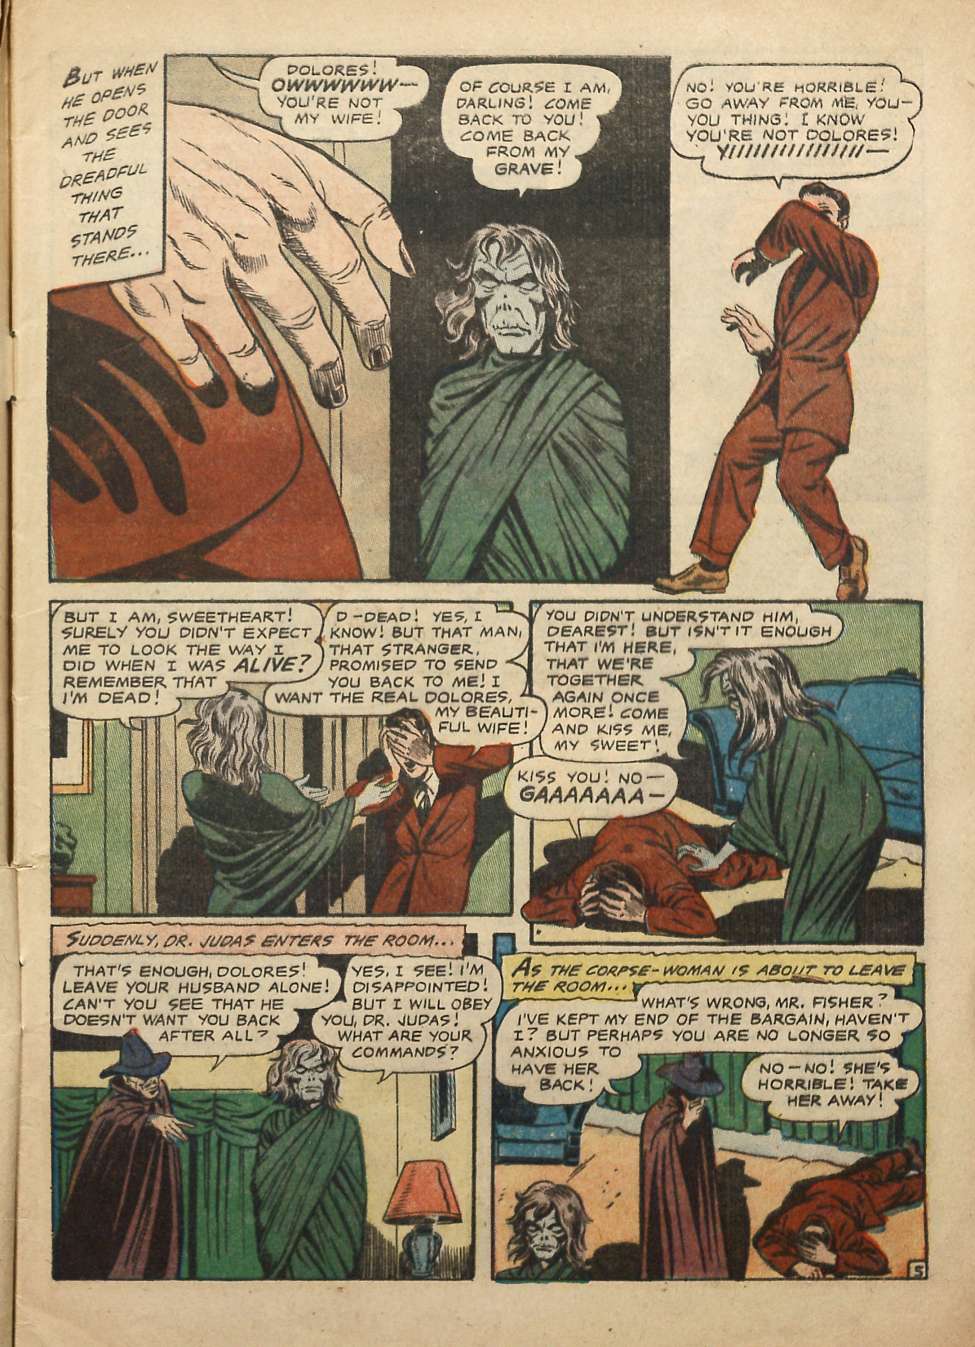 BUT WHEN
HE OPENS
THE DOOR
AND SEES
THE
DREADFUL
THING
THAT
STANDS
THERE...
DOLORES!
OWWWWWW—
YOU'RE NOT
MY WIFE!
OF COURSE I AM,
DARLING! COME
BACK TO YOU!
COME BACK
FROM MY
GRAVE!
NO! YOU'RE HORRIBLE!
GO AWAY FROM ME, YOU—
YOU THING! I KNOW
YOU'RE NOT DOLORES!
YIIIIIIIIIIIIIII—
BUT I AM, SWEETHEART!
SURELY YOU DIDN'T EXPECT
ME TO LOOK THE WAY I
DID WHEN I WAS ALIVE?
REMEMBER THAT
I'M DEAD!
D-DEAD! YES, I
KNOW! BUT THAT MAN,
THAT STRANGER,
PROMISED TO SEND
YOU BACK TO ME! I
WANT THE REAL DOLORES,
MY BEAUTI-
FUL WIFE!
YOU DIDN'T UNDERSTAND HIM,
DEAREST! BUT ISN'T IT ENOUGH
THAT I'M HERE,
THAT WE'RE
TOGETHER
AGAIN ONCE
MORE! COME
AND KISS ME,
MY SWEET!
KISS YOU! NO—
GAAAAAAA—
SUDDENLY, DR. JUDAS ENTERS THE ROOM...
THAT'S ENOUGH, DOLORES!
LEAVE YOUR HUSBAND ALONE!
CAN'T YOU SEE THAT HE
DOESN'T WANT YOU BACK
AFTER ALL?
YES, I SEE! I'M
DISAPPOINTED!
BUT I WILL OBEY
YOU, DR. JUDAS!
WHAT ARE YOUR
COMMANDS?
AS THE CORPSE-WOMAN IS ABOUT TO LEAVE
THE ROOM...
WHAT'S WRONG, MR. FISHER?
I'VE KEPT MY END OF THE BARGAIN, HAVEN'T
I? BUT PERHAPS YOU ARE NO LONGER SO
ANXIOUS TO
HAVE HER
BACK!
NO—NO! SHE'S
HORRIBLE! TAKE
HER AWAY!
5